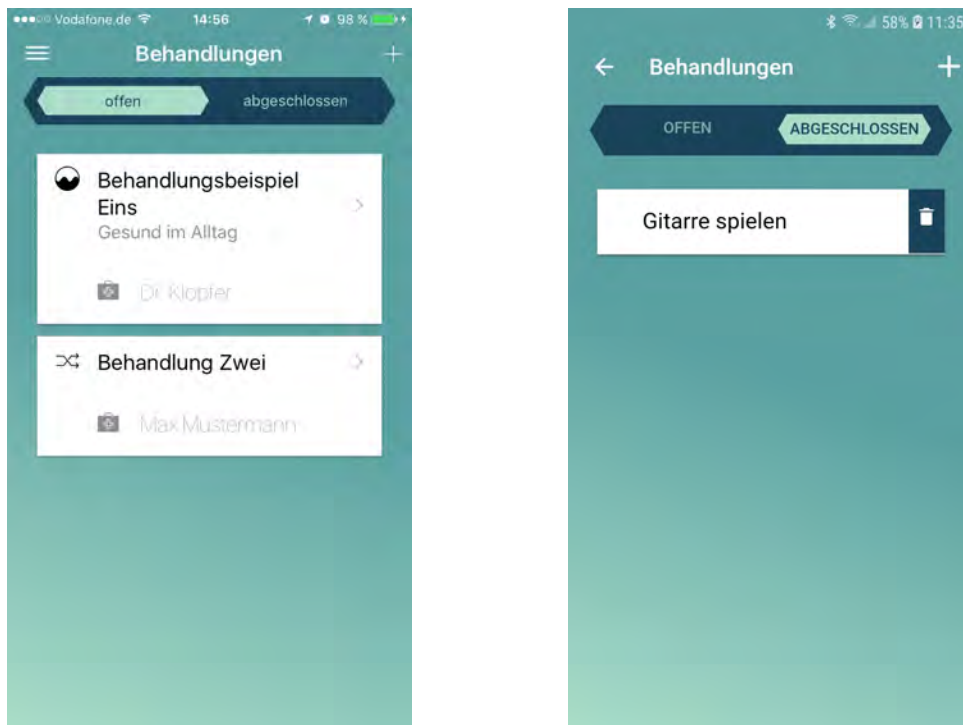 Vodafone.de 14:56 98 %
Behandlungen
offen abgeschlossen
Behandlungsbeispiel
Eins
Gesund im Alltag
Dr. Klopfer
Behandlung Zwei
Max Mustermann
58% 11:35
Behandlungen
OFFEN ABGESCHLOSSEN
Gitarre spielen